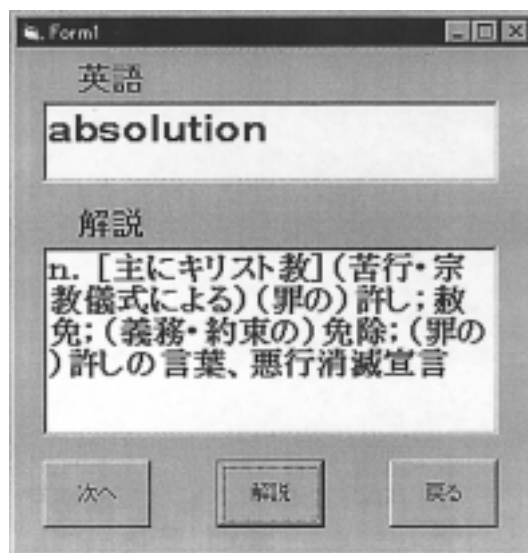 Form1
英語
absolution
解説
n. [主にキリスト教](苦行・宗
教儀式による)(罪の)許し;赦
免;(義務・約束の)免除;(罪の
)許しの言葉、悪行消滅宣言
次へ
解説
戻る